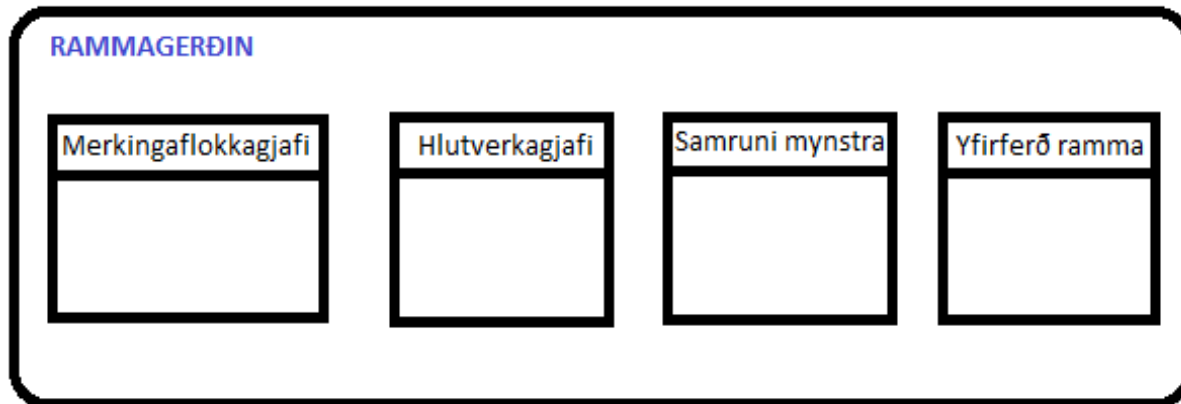 RAMMAGERÐIN
Merkingaflokkagjafi
Hlutverkagjafi
Samruni mynstra
Yfirferð ramma